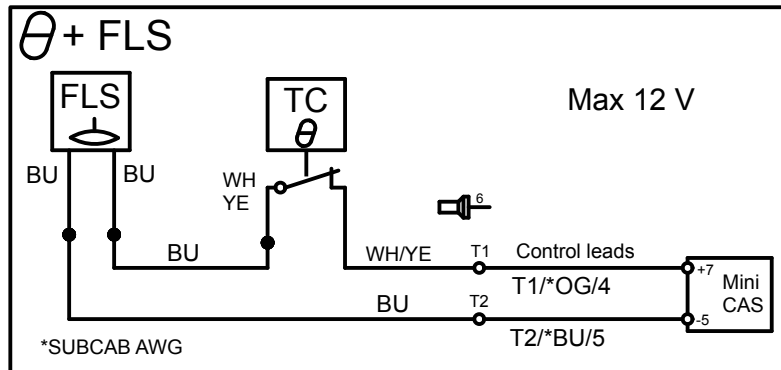 θ + FLS
FLS
TC
θ
Max 12 V
BU
BU
WH
YE
6
BU
WH/YE
T1
Control leads
+7
T1/*OG/4
Mini
CAS
BU
T2
-5
T2/*BU/5
*SUBCAB AWG